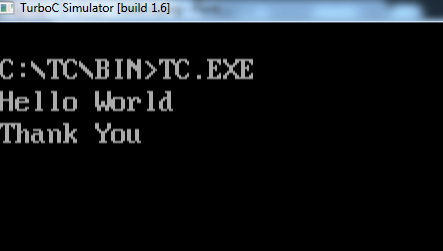 TurboC Simulator [build 1.6]
C:\TC\BIN>TC.EXE
Hello World
Thank You